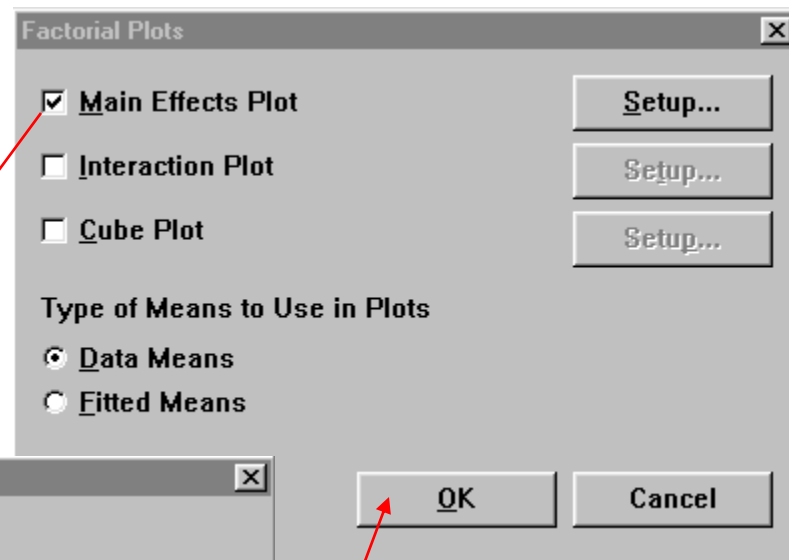 Factorial Plots
Main Effects Plot Setup...
Interaction Plot Setup...
Cube Plot Setup...
Type of Means to Use in Plots
Data Means
Fitted Means
OK Cancel